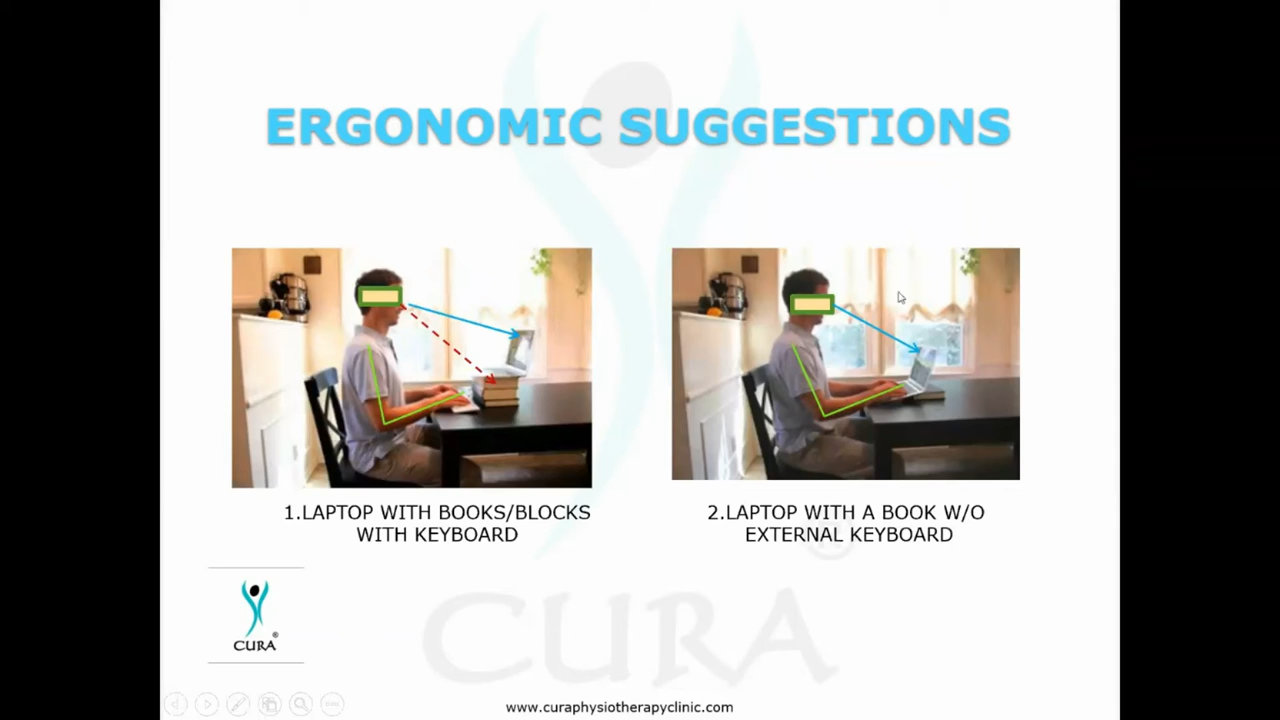 ERGONOMIC SUGGESTIONS
1.LAPTOP WITH BOOKS/BLOCKS
WITH KEYBOARD
2.LAPTOP WITH A BOOK W/O
EXTERNAL KEYBOARD
CURA®
CURA®
www.curaphysiotherapyclinic.com